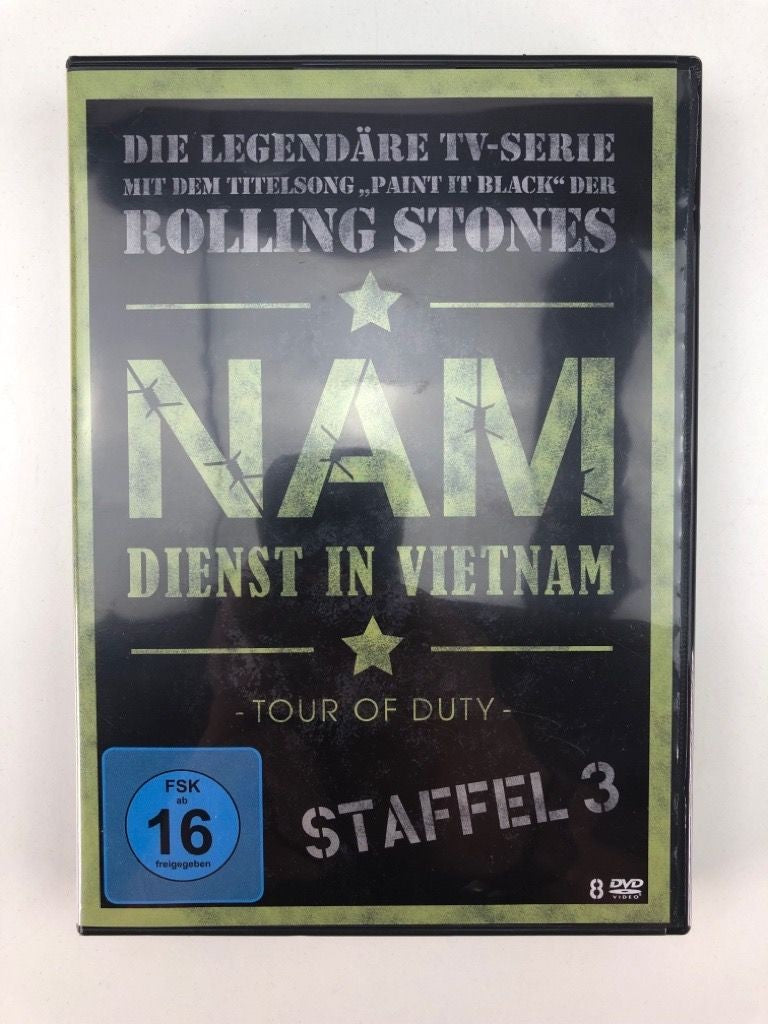 DIE LEGENDÄRE TV-SERIE
MIT DEM TITELSONG „PAINT IT BLACK“ DER
ROLLING STONES
NAM
DIENST IN VIETNAM
- TOUR OF DUTY -
STAFFEL 3
FSK
ab
16
freigegeben
8 DVD
VIDEO